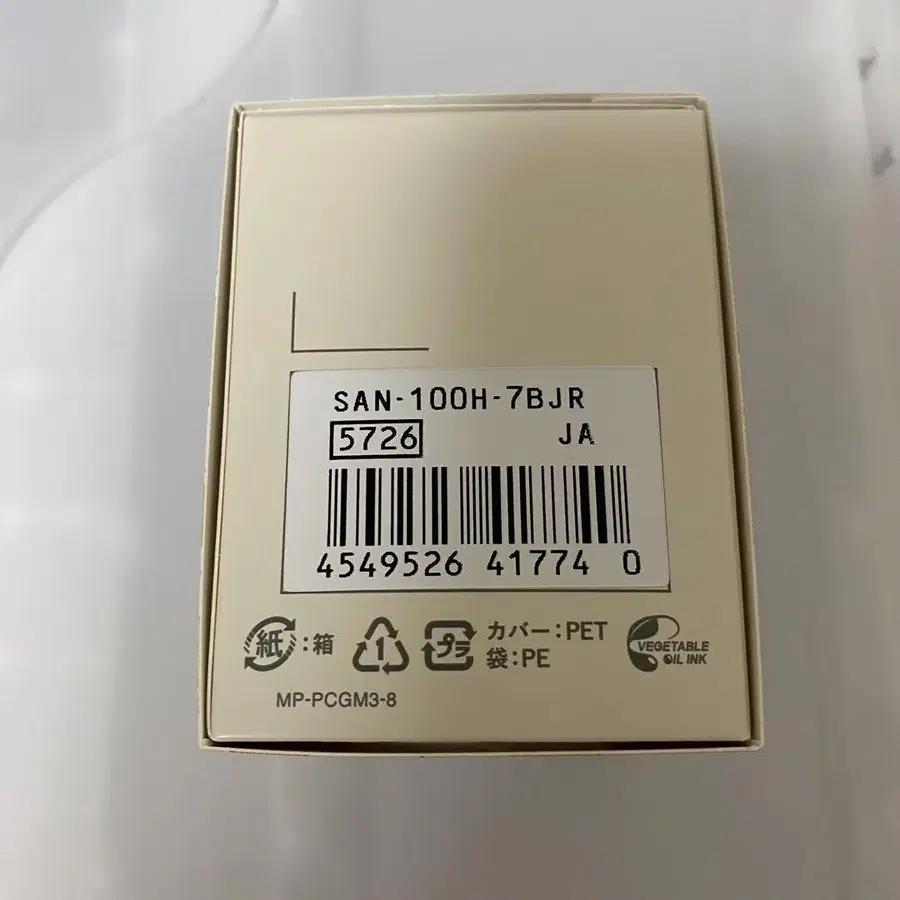 SAN-100H-7BJR
5726 JA
4549526 41774 0
紙:箱
1
プラ
カバー:PET
袋:PE
VEGETABLE
OIL INK
MP-PCGM3-8